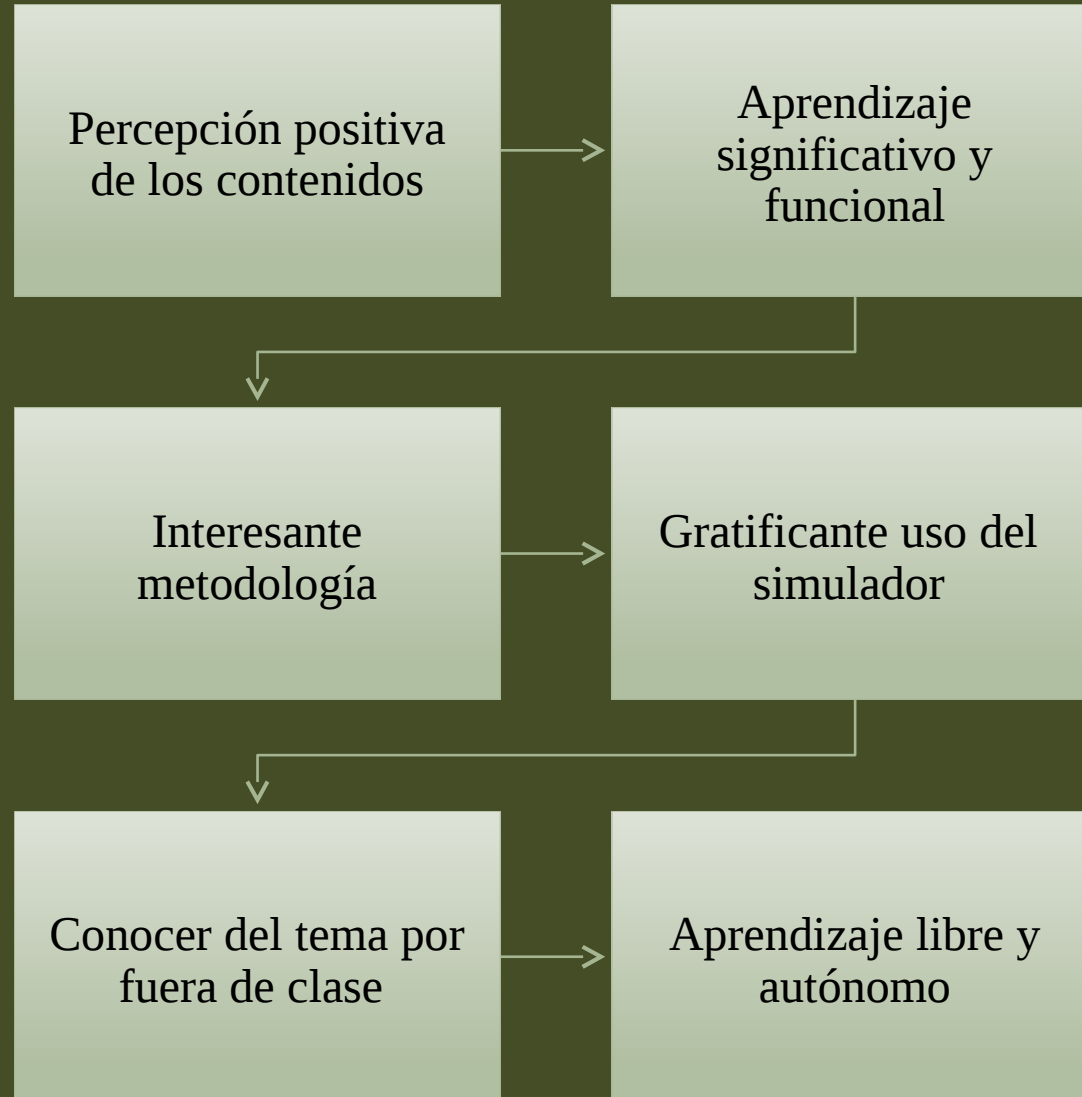 Percepción positiva
de los contenidos
Aprendizaje
significativo y
funcional
Interesante
metodología
Gratificante uso del
simulador
Conocer del tema por
fuera de clase
Aprendizaje libre y
autónomo